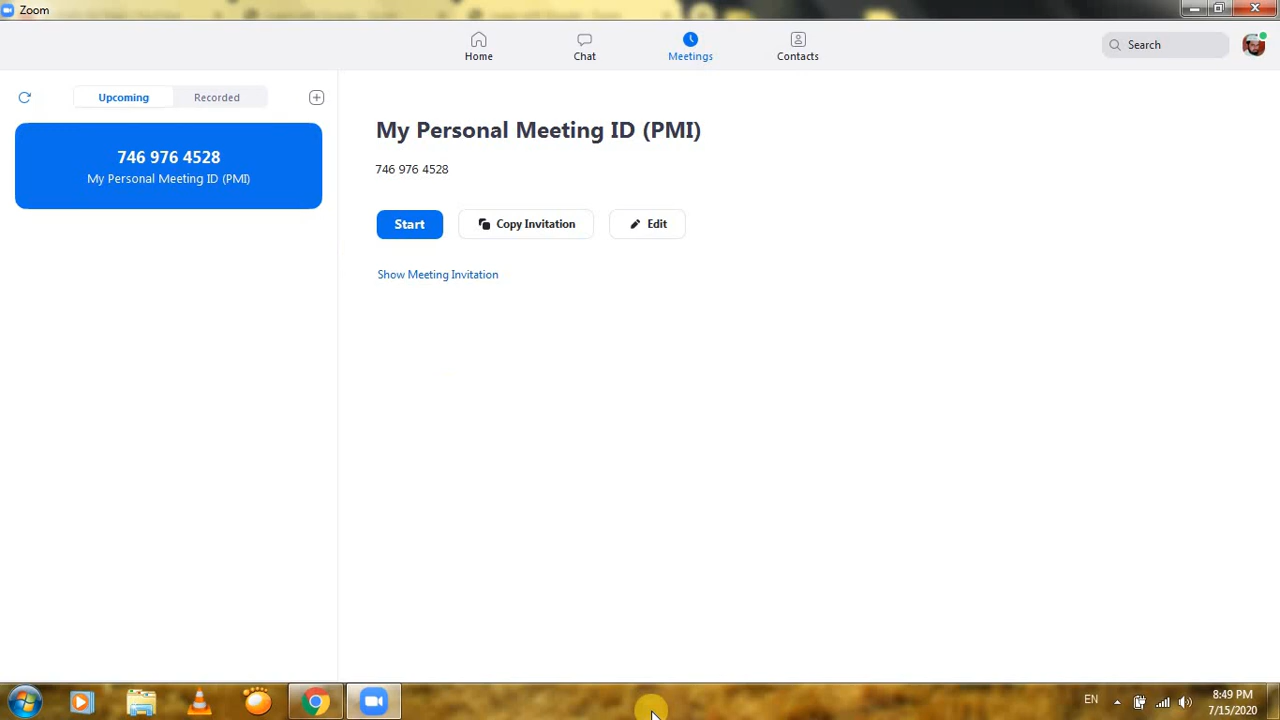 Zoom
Home
Chat
Meetings
Contacts
Search
Upcoming
Recorded
746 976 4528
My Personal Meeting ID (PMI)
My Personal Meeting ID (PMI)
746 976 4528
Start
Copy Invitation
Edit
Show Meeting Invitation
EN
8:49 PM
7/15/2020